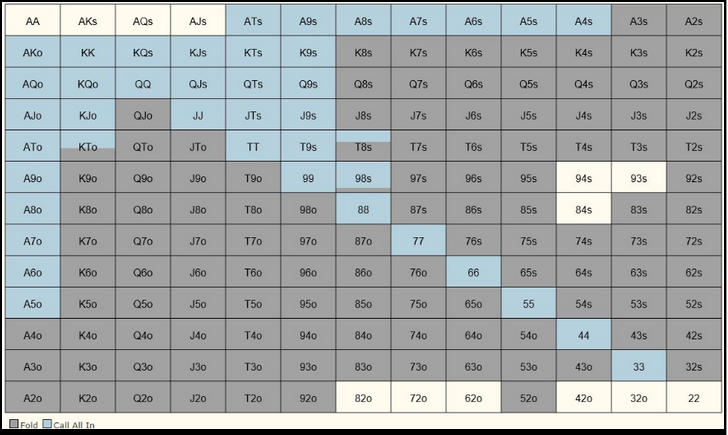 AA AKs AQs AJs ATs A9s A8s A7s A6s A5s A4s A3s A2s
AKo KK KQs KJs KTs K9s K8s K7s K6s K5s K4s K3s K2s
AQo KQo QQ QJs QTs Q9s Q8s Q7s Q6s Q5s Q4s Q3s Q2s
AJo KJo QJo JJ JTs J9s J8s J7s J6s J5s J4s J3s J2s
ATo KTo QTo JTo TT T9s T8s T7s T6s T5s T4s T3s T2s
A9o K9o Q9o J9o T9o 99 98s 97s 96s 95s 94s 93s 92s
A8o K8o Q8o J8o T8o 98o 88 87s 86s 85s 84s 83s 82s
A7o K7o Q7o J7o T7o 97o 87o 77 76s 75s 74s 73s 72s
A6o K6o Q6o J6o T6o 96o 86o 76o 66 65s 64s 63s 62s
A5o K5o Q5o J5o T5o 95o 85o 75o 65o 55 54s 53s 52s
A4o K4o Q4o J4o T4o 94o 84o 74o 64o 54o 44 43s 42s
A3o K3o Q3o J3o T3o 93o 83o 73o 63o 53o 43o 33 32s
A2o K2o Q2o J2o T2o 92o 82o 72o 62o 52o 42o 32o 22
Fold Call All In